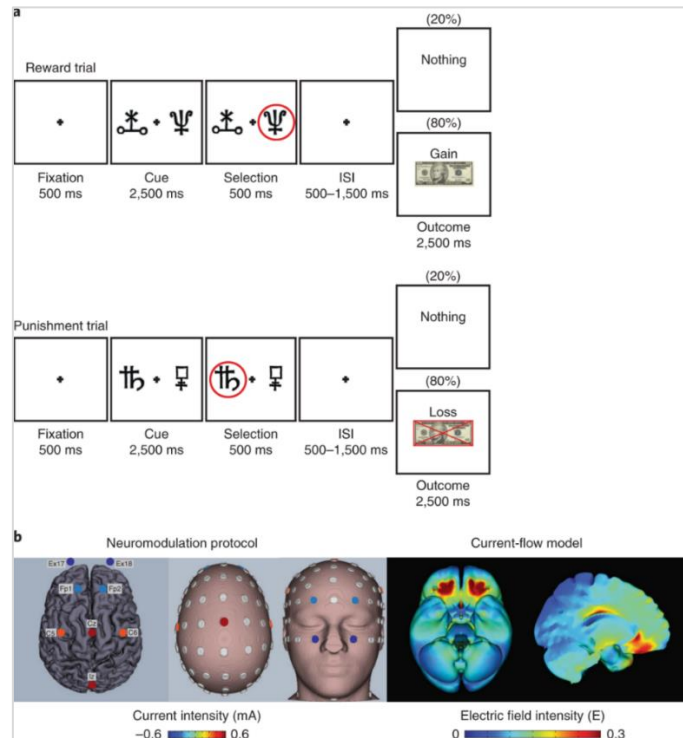 a
Reward trial
(20%)
Nothing
(80%)
Gain
Fixation
500 ms
Cue
2,500 ms
Selection
500 ms
ISI
500–1,500 ms
Outcome
2,500 ms
Punishment trial
(20%)
Nothing
(80%)
Loss
Fixation
500 ms
Cue
2,500 ms
Selection
500 ms
ISI
500–1,500 ms
Outcome
2,500 ms
b
Neuromodulation protocol
Current-flow model
Ex17
Ex18
Fp1
Fp2
C5
Cz
C6
Iz
Current intensity (mA)
–0.6
0.6
Electric field intensity (E)
0
0.3